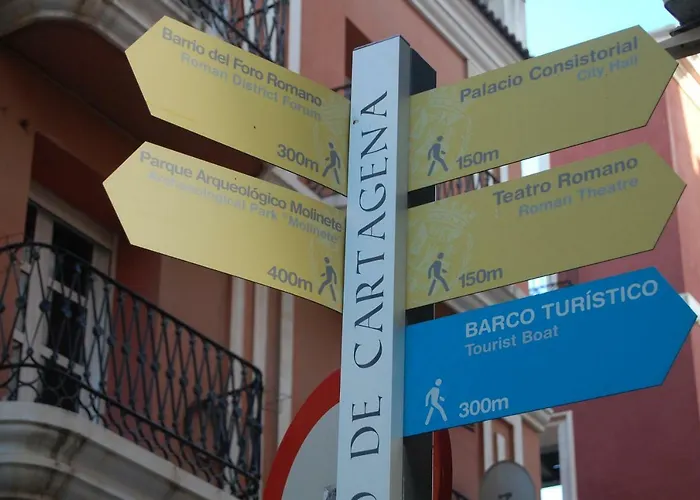 Barrio del Foro Romano
Roman District Forum
300m
Parque Arqueológico Molinete
Archaeological Park "Molinete"
400m
O DE CARTAGENA
Palacio Consistorial
City Hall
150m
Teatro Romano
Roman Theatre
150m
BARCO TURÍSTICO
Tourist Boat
300m